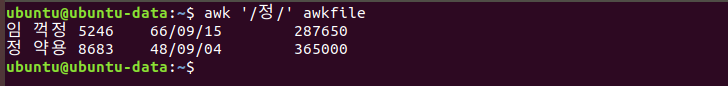 ubuntu@ubuntu-data:~$ awk '/정/' awkfile
임 꺽정 5246    66/09/15        287650
정 약용 8683    48/09/04        365000
ubuntu@ubuntu-data:~$